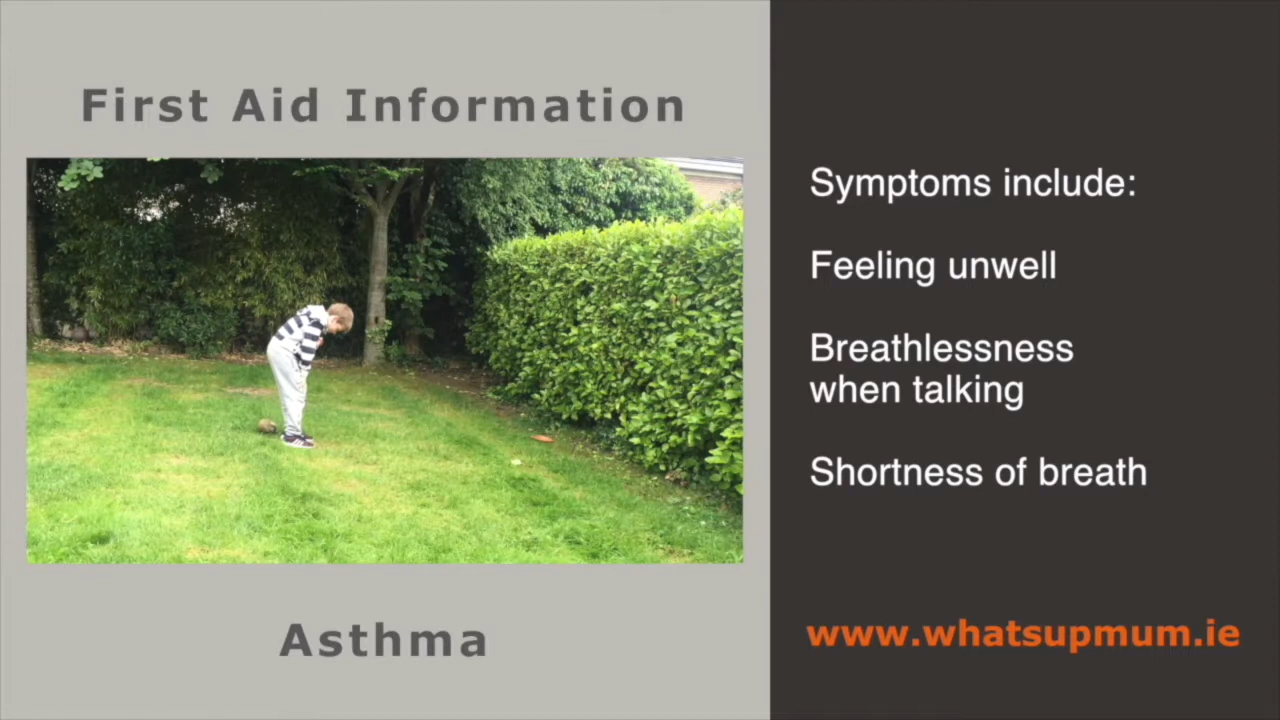 First Aid Information
Asthma
Symptoms include:
Feeling unwell
Breathlessness
when talking
Shortness of breath
www.whatsupmum.ie